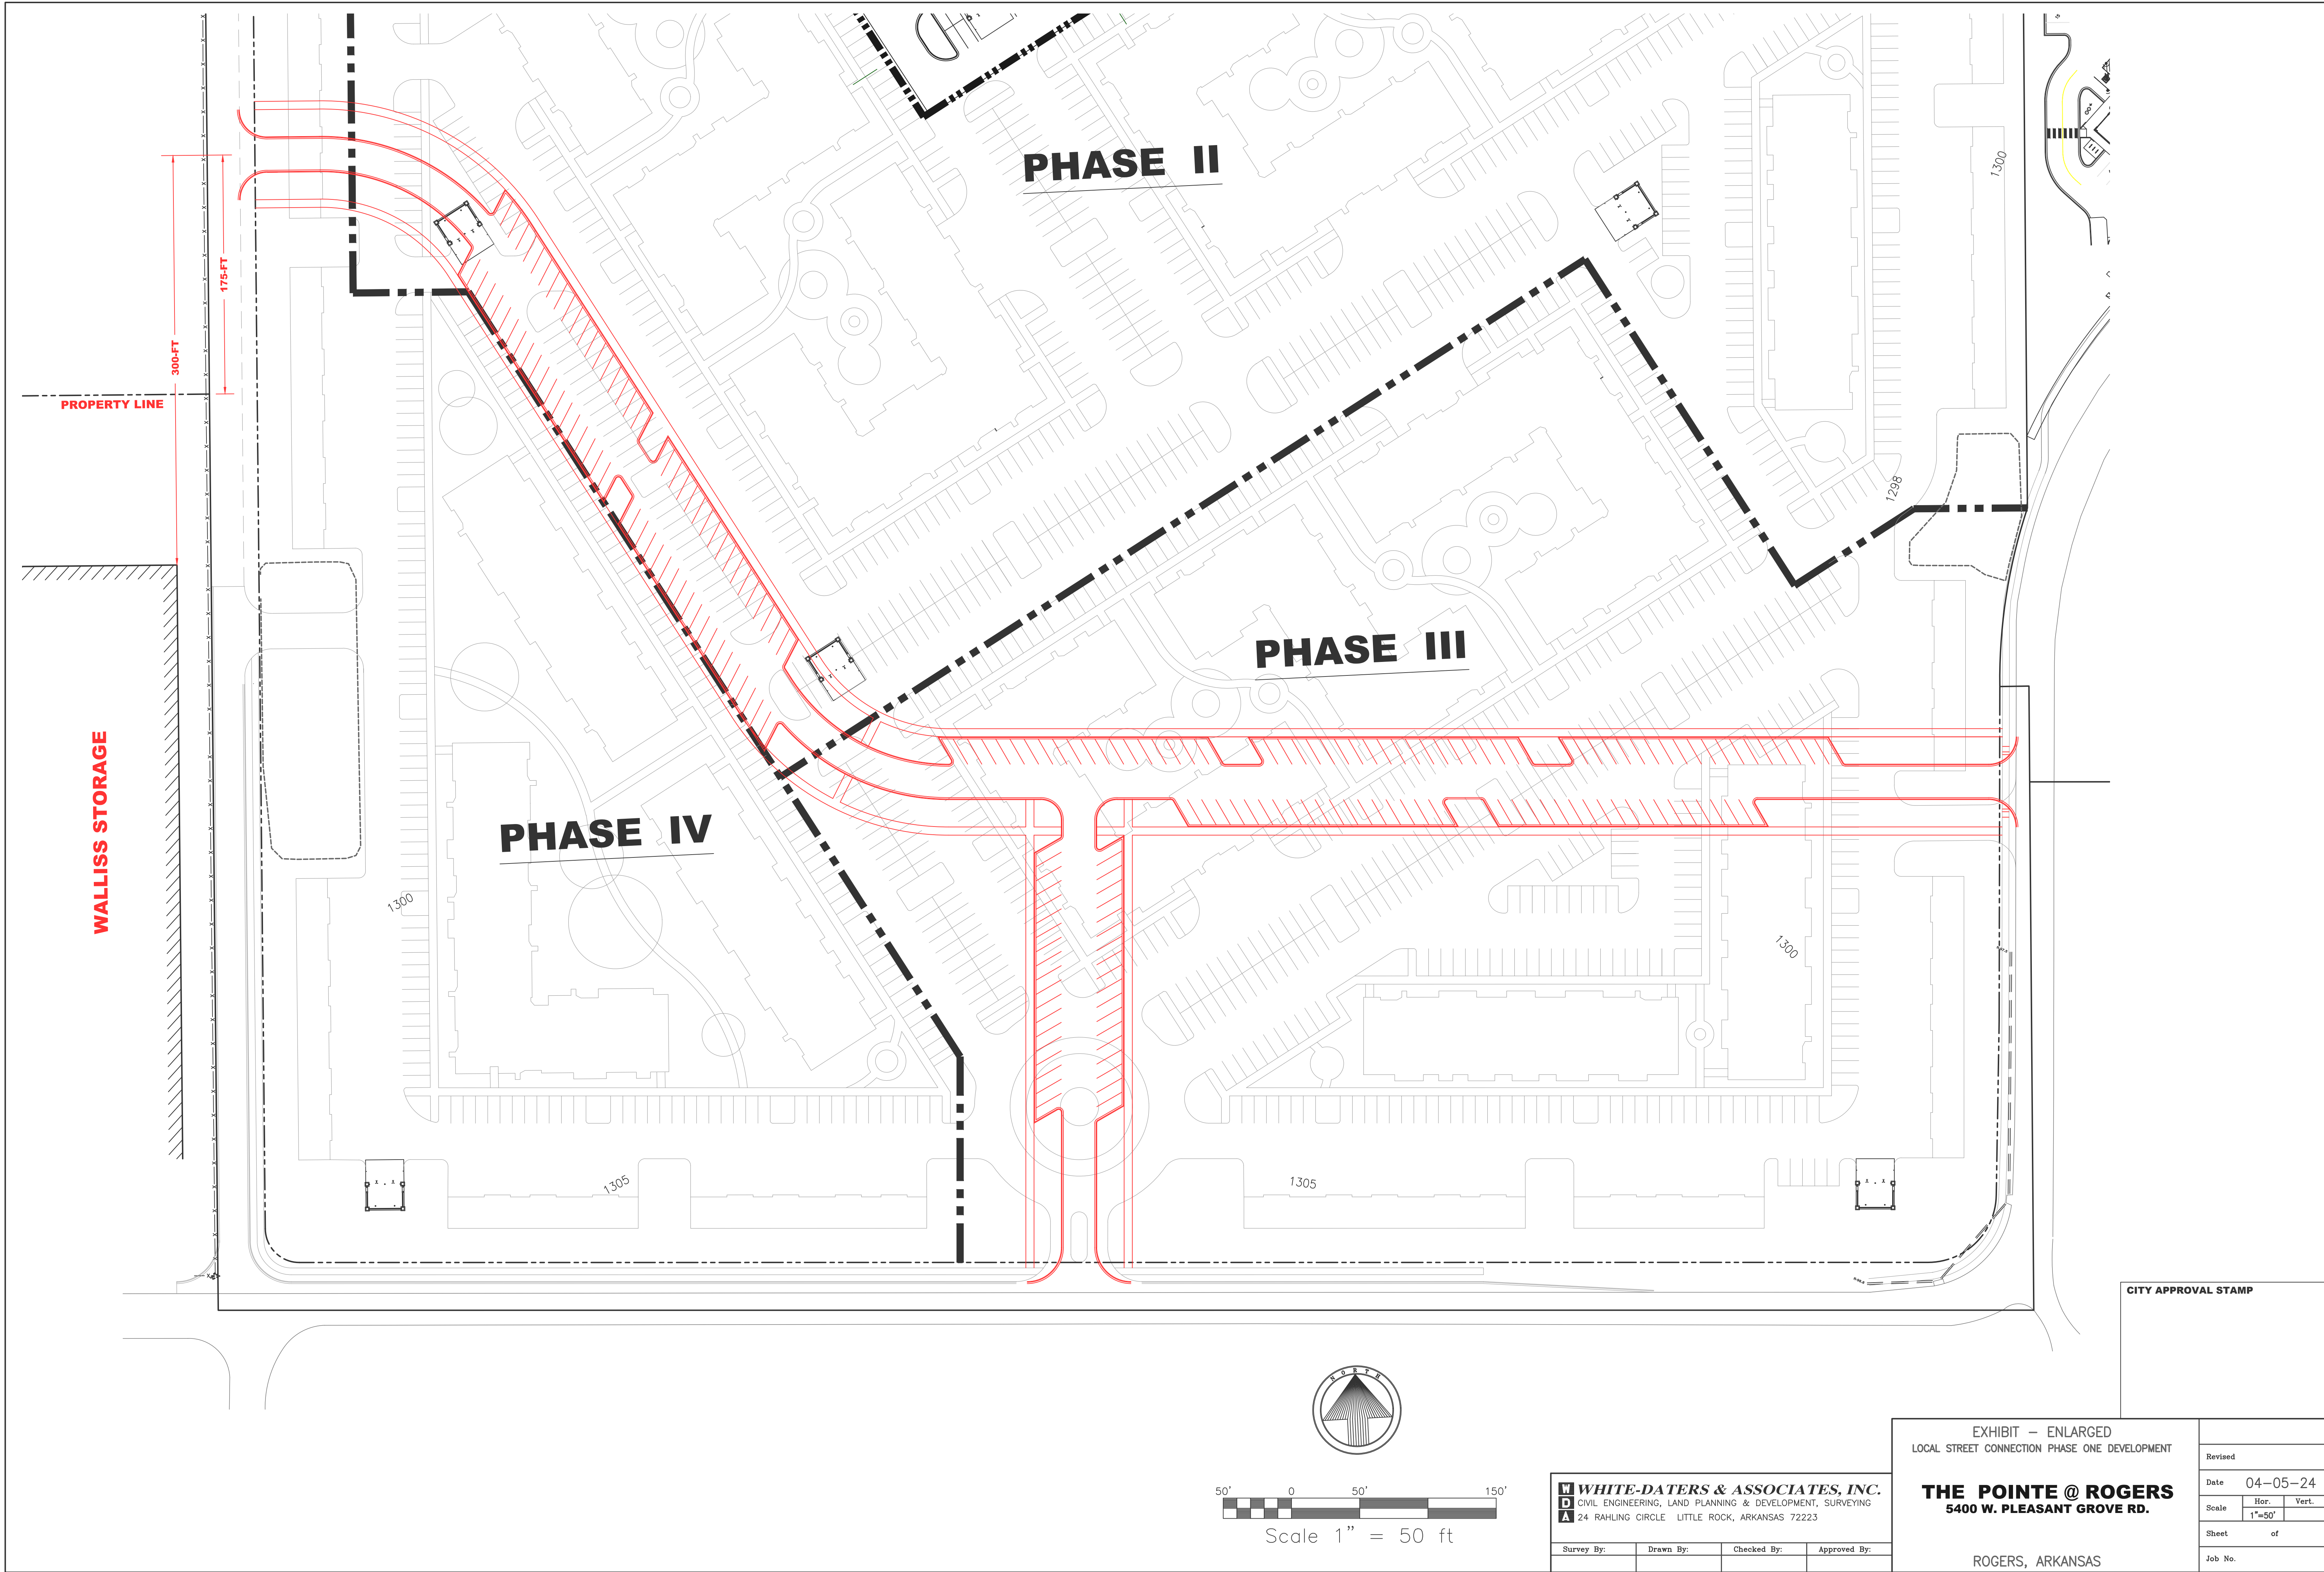 PHASE II
1300
175-FT
300-FT
PROPERTY LINE
1298
PHASE III
WALLISS STORAGE
PHASE IV
1300
1300
1305
1305
CITY APPROVAL STAMP
NORTH
50' 0 50' 150'
Scale 1" = 50 ft
W WHITE-DATERS & ASSOCIATES, INC.
D CIVIL ENGINEERING, LAND PLANNING & DEVELOPMENT, SURVEYING
A 24 RAHLING CIRCLE LITTLE ROCK, ARKANSAS 72223
Survey By: Drawn By: Checked By: Approved By:
EXHIBIT – ENLARGED
LOCAL STREET CONNECTION PHASE ONE DEVELOPMENT
THE POINTE @ ROGERS
5400 W. PLEASANT GROVE RD.
ROGERS, ARKANSAS
Revised
Date 04-05-24
Scale Hor. Vert.
1"=50'
Sheet of
Job No.